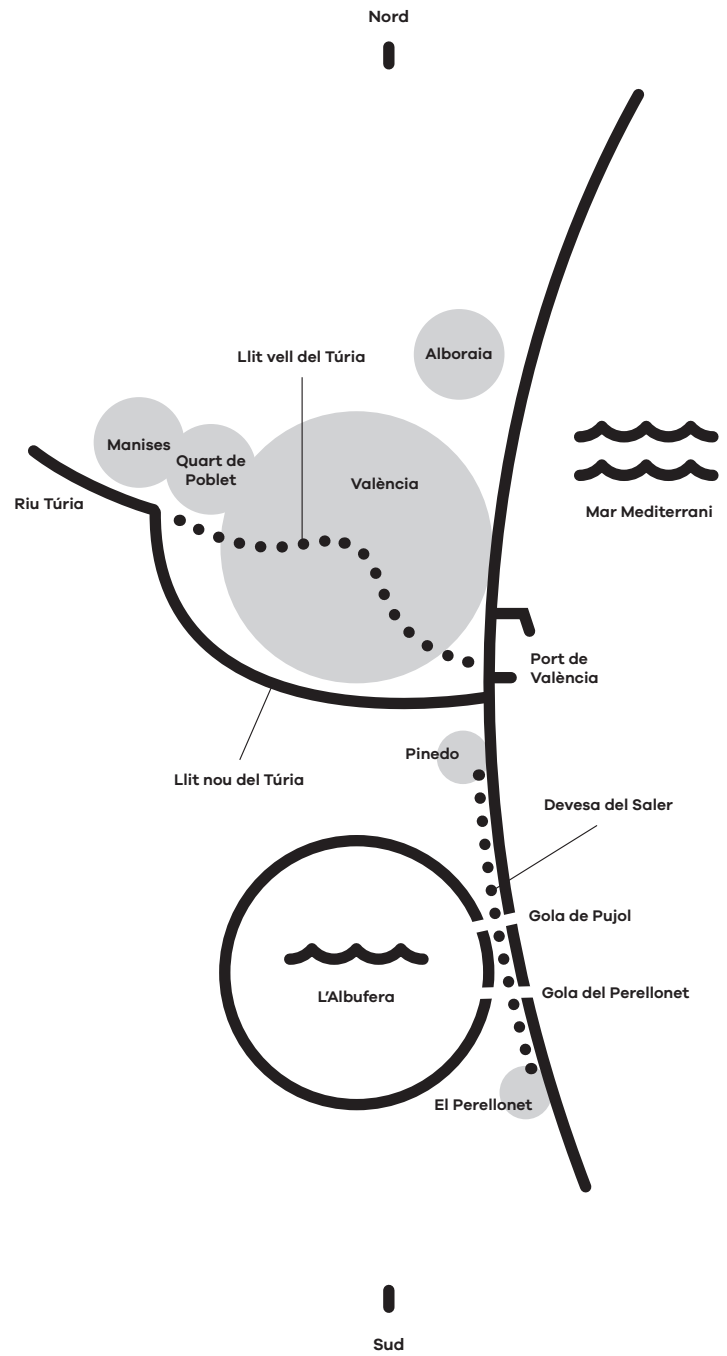 Nord
Alboraia
Llit vell del Túria
Manises
Quart de
Poblet
València
Riu Túria
Mar Mediterrani
Port de
València
Pinedo
Llit nou del Túria
Devesa del Saler
Gola de Pujol
L'Albufera
Gola del Perellonet
El Perellonet
Sud